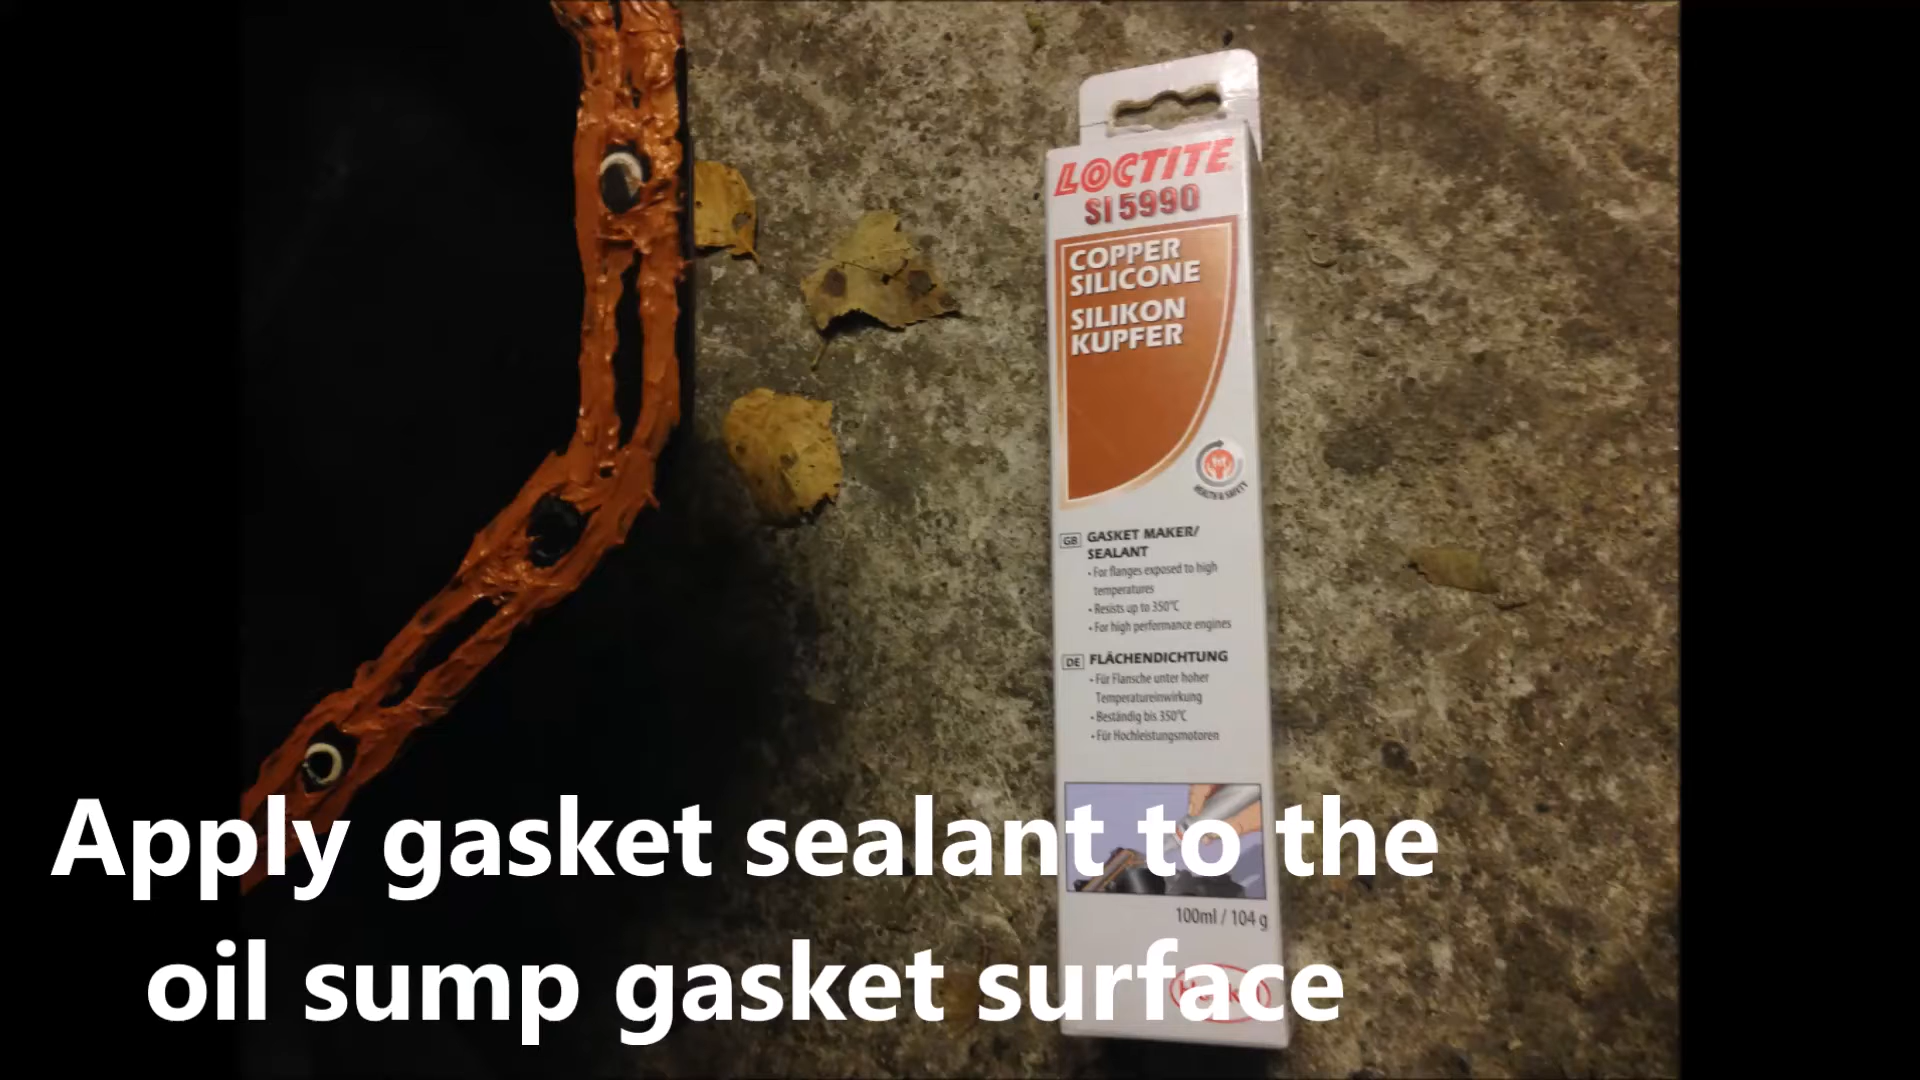 LOCTITE
SI 5990
COPPER
SILICONE
SILIKON
KUPFER
HEALTH & SAFETY
GB GASKET MAKER/
SEALANT
• For flanges exposed to high
temperatures
• Resists up to 350°C
• For high performance engines
DE FLÄCHENDICHTUNG
• Für Flansche unter hoher
Temperatureinwirkung
• Beständig bis 350°C
• Für Hochleistungsmotoren
100ml / 104 g
Apply gasket sealant to the
oil sump gasket surface